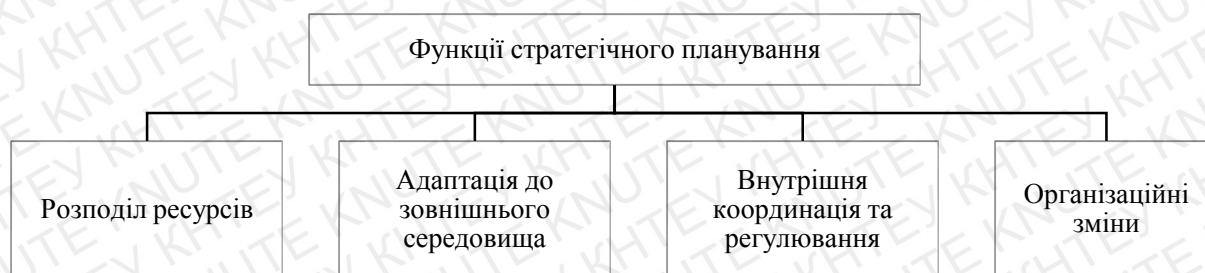 Функції стратегічного планування
Розподіл ресурсів
Адаптація до
зовнішнього
середовища
Внутрішня
координація та
регулювання
Організаційні
зміни